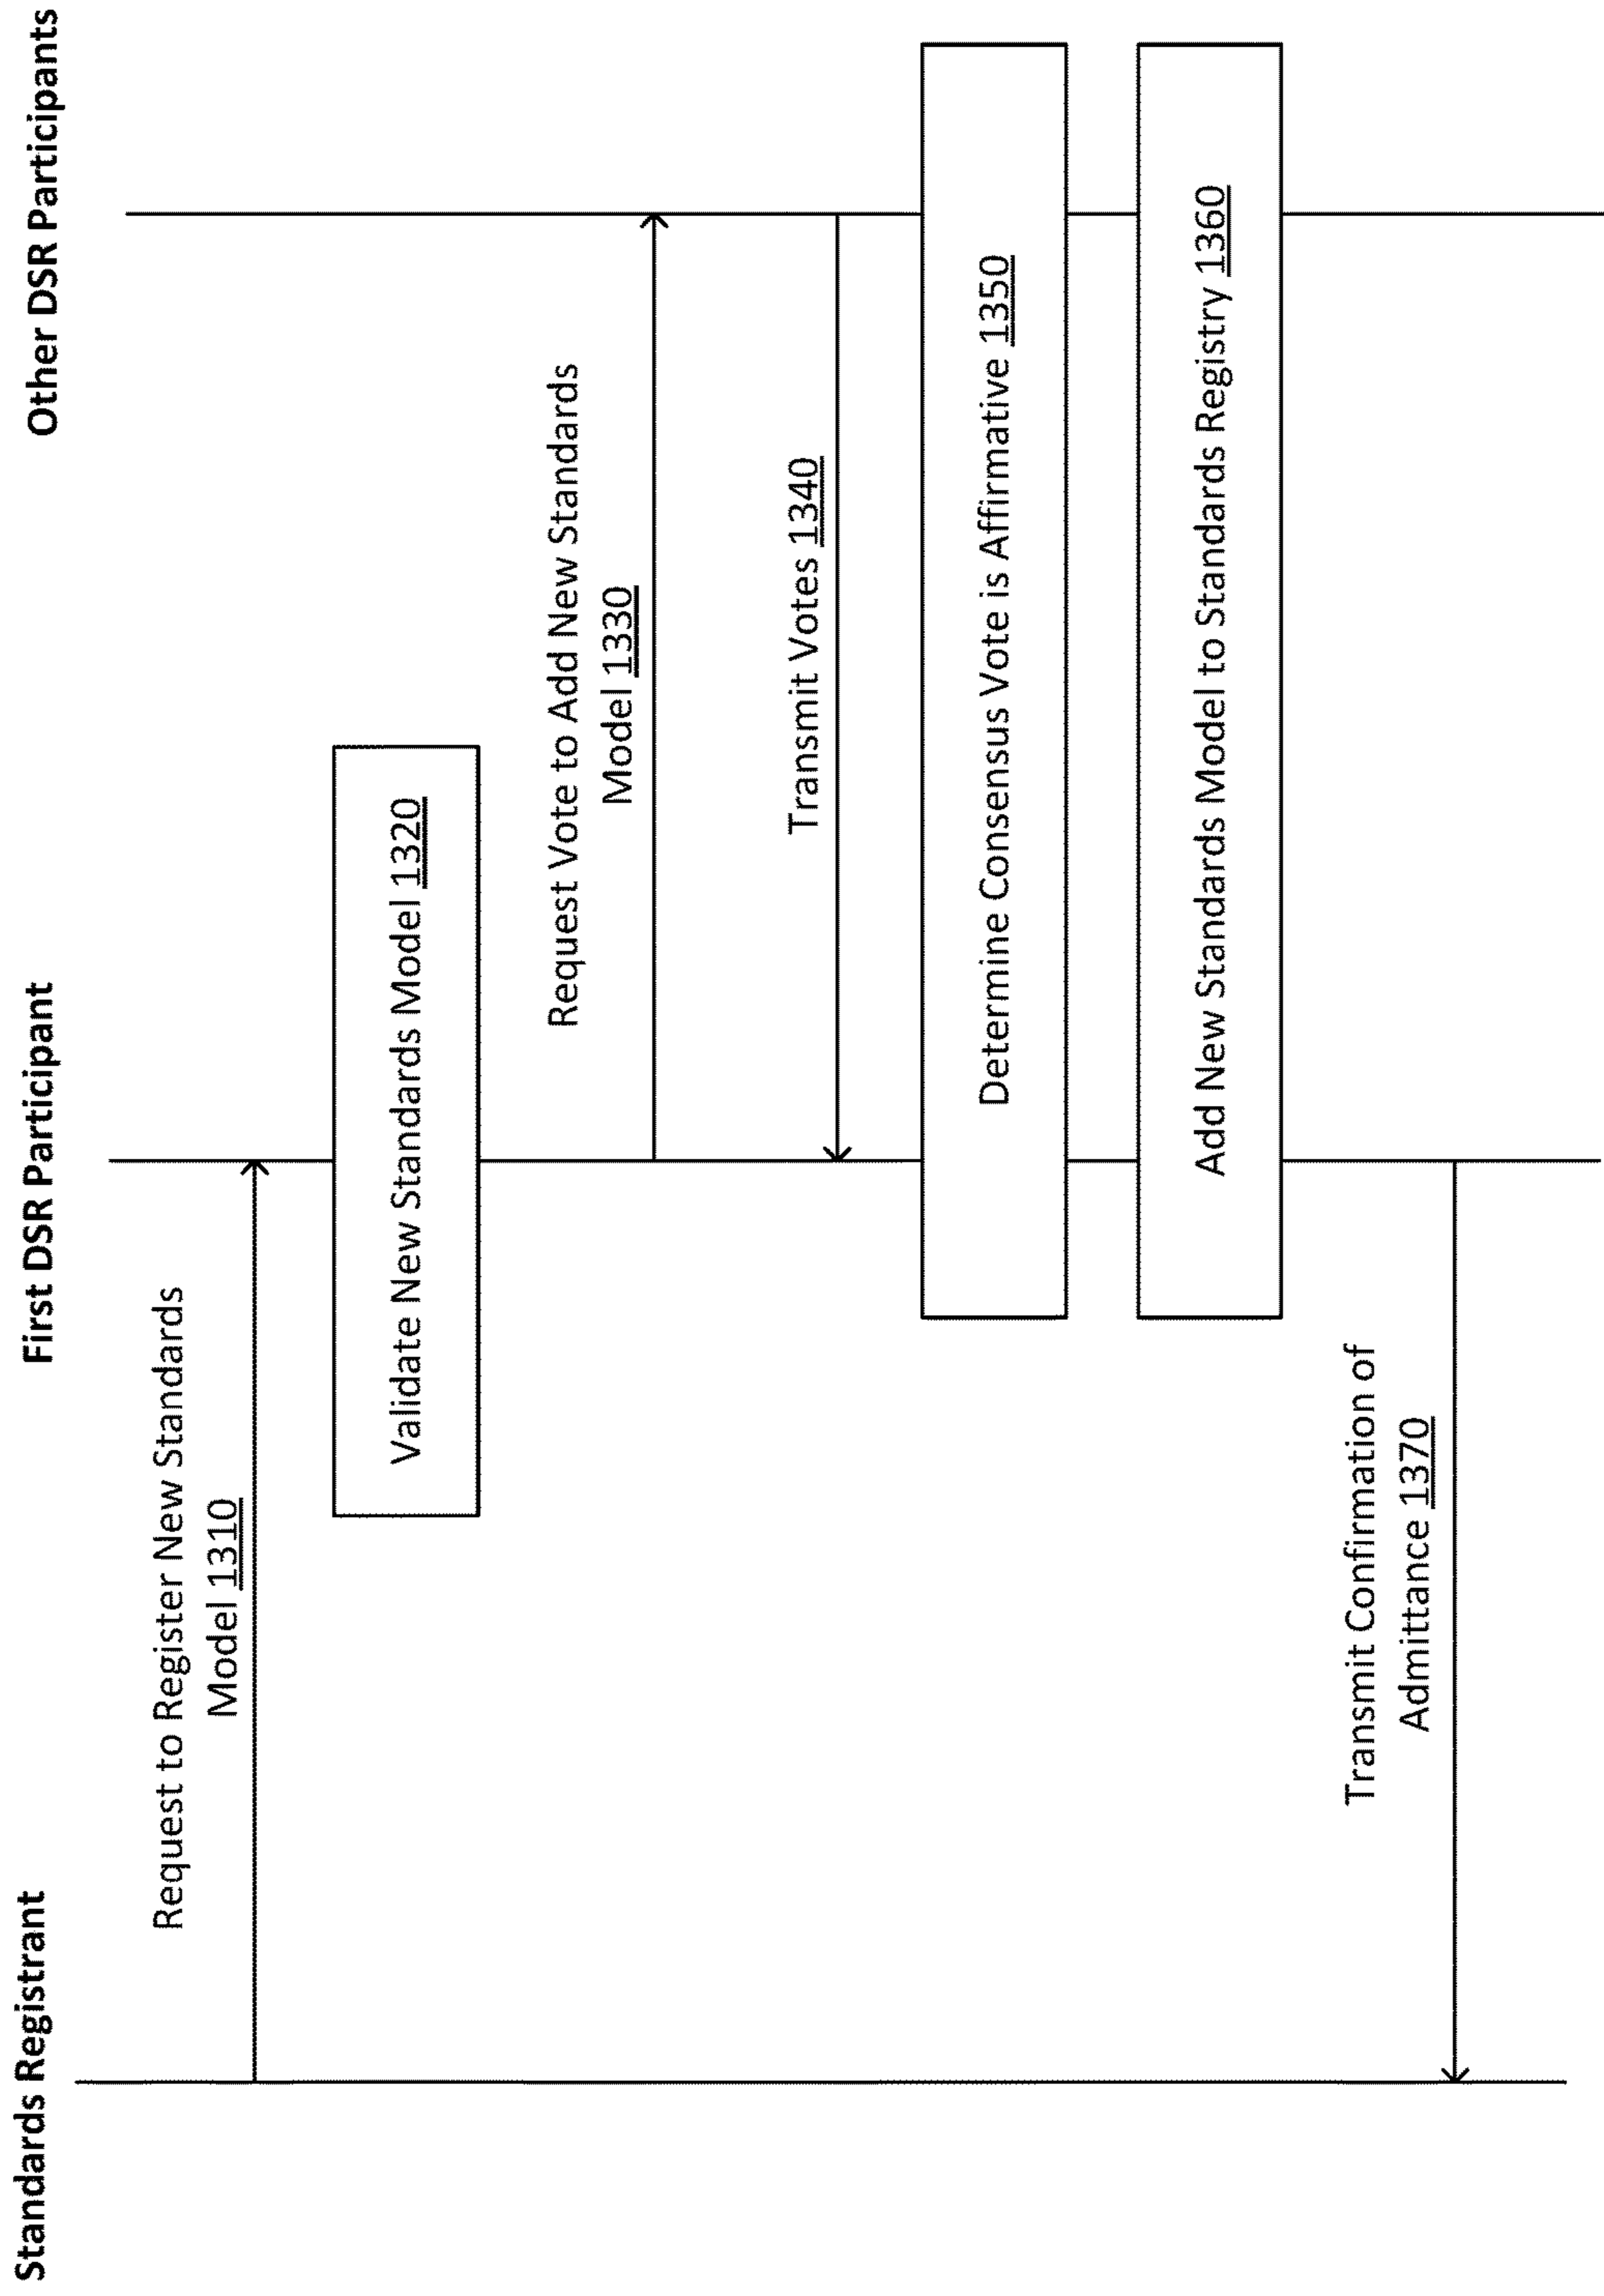 Standards Registrant
First DSR Participant
Other DSR Participants
Request to Register New Standards
Model 1310
Validate New Standards Model 1320
Request Vote to Add New Standards
Model 1330
Transmit Votes 1340
Determine Consensus Vote is Affirmative 1350
Add New Standards Model to Standards Registry 1360
Transmit Confirmation of
Admittance 1370